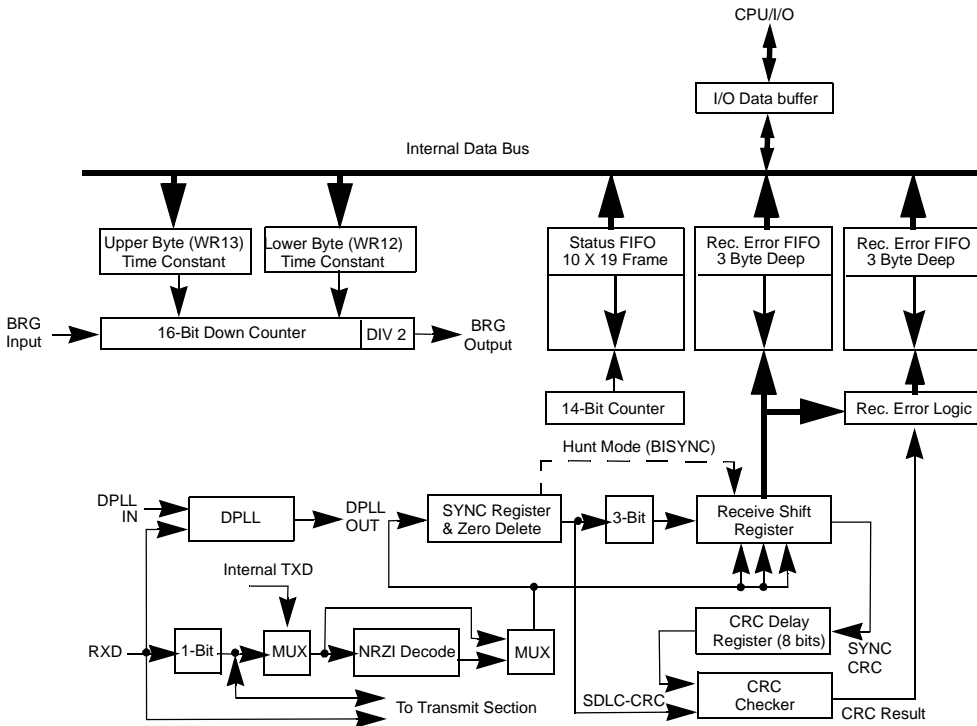 CPU/I/O
I/O Data buffer
Internal Data Bus
Upper Byte (WR13)
Time Constant
Lower Byte (WR12)
Time Constant
Status FIFO
10 X 19 Frame
Rec. Error FIFO
3 Byte Deep
Rec. Error FIFO
3 Byte Deep
BRG
Input
16-Bit Down Counter
DIV 2
BRG
Output
14-Bit Counter
Rec. Error Logic
Hunt Mode (BISYNC)
DPLL
IN
DPLL
DPLL
OUT
SYNC Register
& Zero Delete
3-Bit
Receive Shift
Register
Internal TXD
RXD
1-Bit
MUX
NRZI Decode
MUX
CRC Delay
Register (8 bits)
SYNC
CRC
To Transmit Section
SDLC-CRC
CRC
Checker
CRC Result